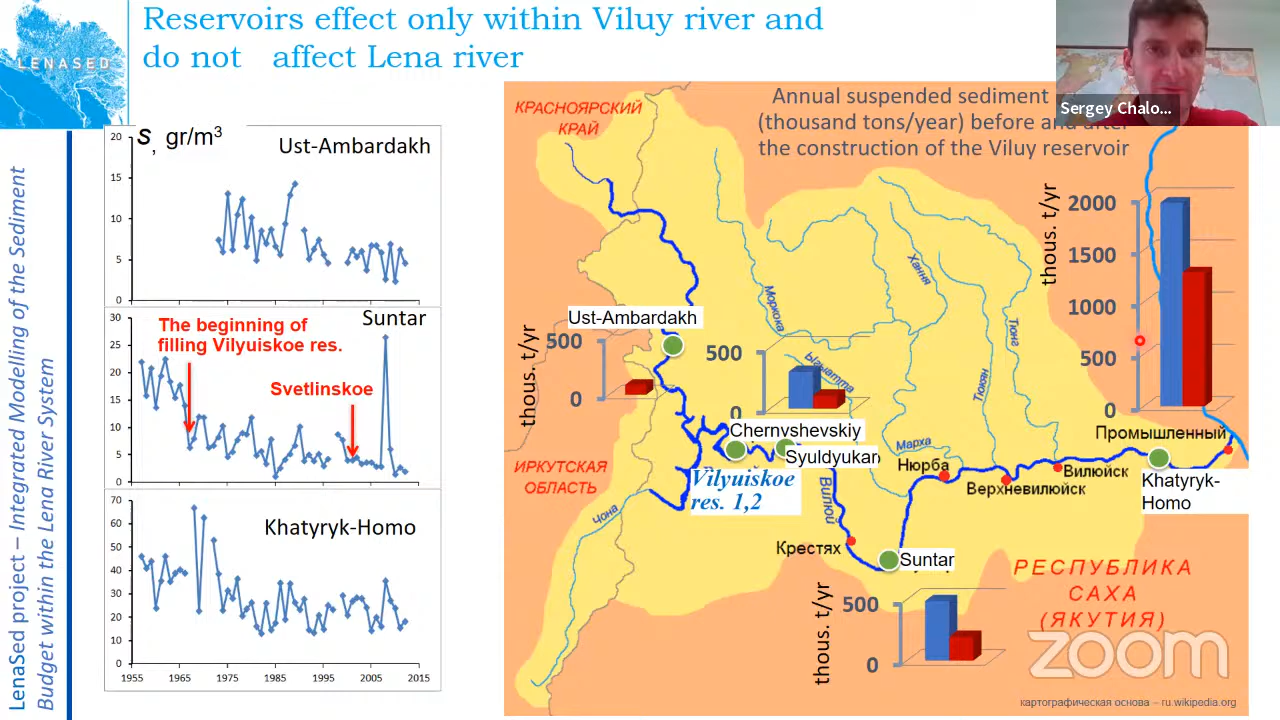 Reservoirs effect only within Viluy river and
do not affect Lena river
LENASED
Sergey Chalo...
LenaSed project – Integrated Modelling of the Sediment
Budget within the Lena River System
S, gr/m3
Ust-Ambardakh
20
15
10
5
0
Suntar
The beginning of
filling Vilyuiskoe res.
Svetlinskoe
30
25
20
15
10
5
0
Khatyryk-Homo
70
60
50
40
30
20
10
0
1955 1965 1975 1985 1995 2005 2015
Annual suspended sediment
(thousand tons/year) before and after
the construction of the Viluy reservoir
КРАСНОЯРСКИЙ
КРАЙ
thous. t/yr
2000
1500
1000
500
0
Моркока
Хання
Тюнг
Тюкян
Ыгыатта
Ust-Ambardakh
thous. t/yr
500
0
500
0
Chernyshevskiy
Syuldyukan
Vilyuiskoe
res. 1,2
ИРКУТСКАЯ
ОБЛАСТЬ
Чона
Вилюй
Марха
Нюрба
Верхневилюйск
Вилюйск
Промышленный
Khatyryk-
Homo
Крестях
Suntar
thous. t/yr
500
0
РЕСПУБЛИКА
САХА
(ЯКУТИЯ)
zoom
картографическая основа – ru.wikipedia.org